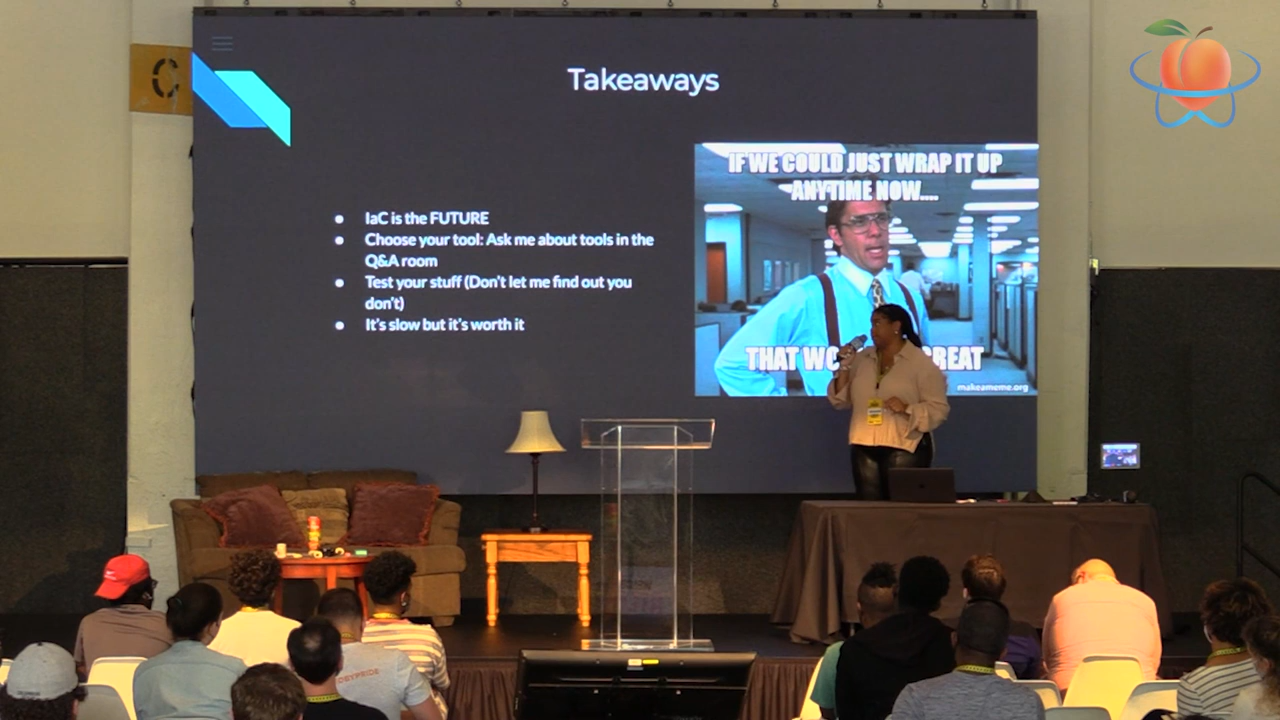 C
Takeaways
IaC is the FUTURE
Choose your tool: Ask me about tools in the
Q&A room
Test your stuff (Don't let me find out you
don't)
It's slow but it's worth it
IF WE COULD JUST WRAP IT UP
ANYTIME NOW....
THAT GREAT
makeameme.org